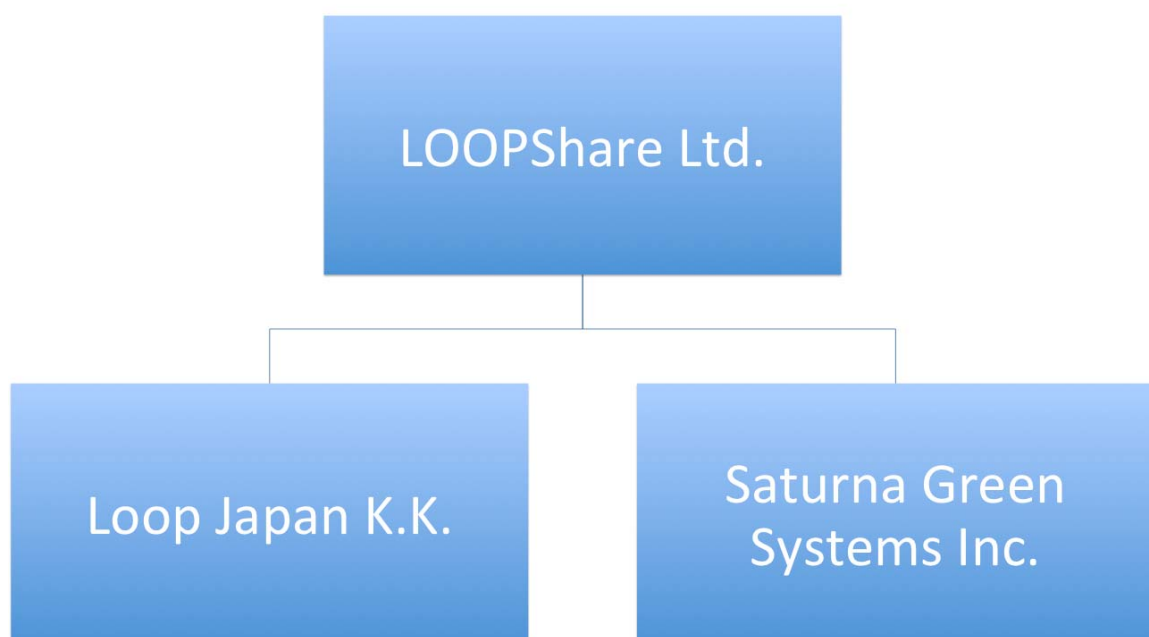 LOOPShare Ltd.
Loop Japan K.K.
Saturna Green
Systems Inc.